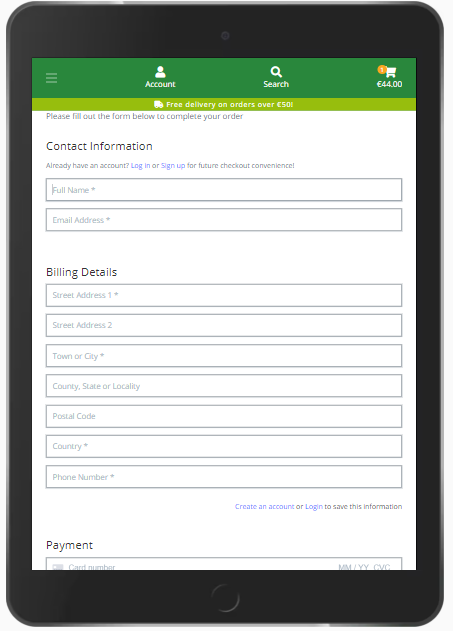 Account
Search
1
€44.00
Free delivery on orders over €50!
Please fill out the form below to complete your order
Contact Information
Already have an account? Log in or Sign up for future checkout convenience!
Full Name *
Email Address *
Billing Details
Street Address 1 *
Street Address 2
Town or City *
County, State or Locality
Postal Code
Country *
Phone Number *
Create an account or Login to save this information
Payment
Card number MM / YY CVC